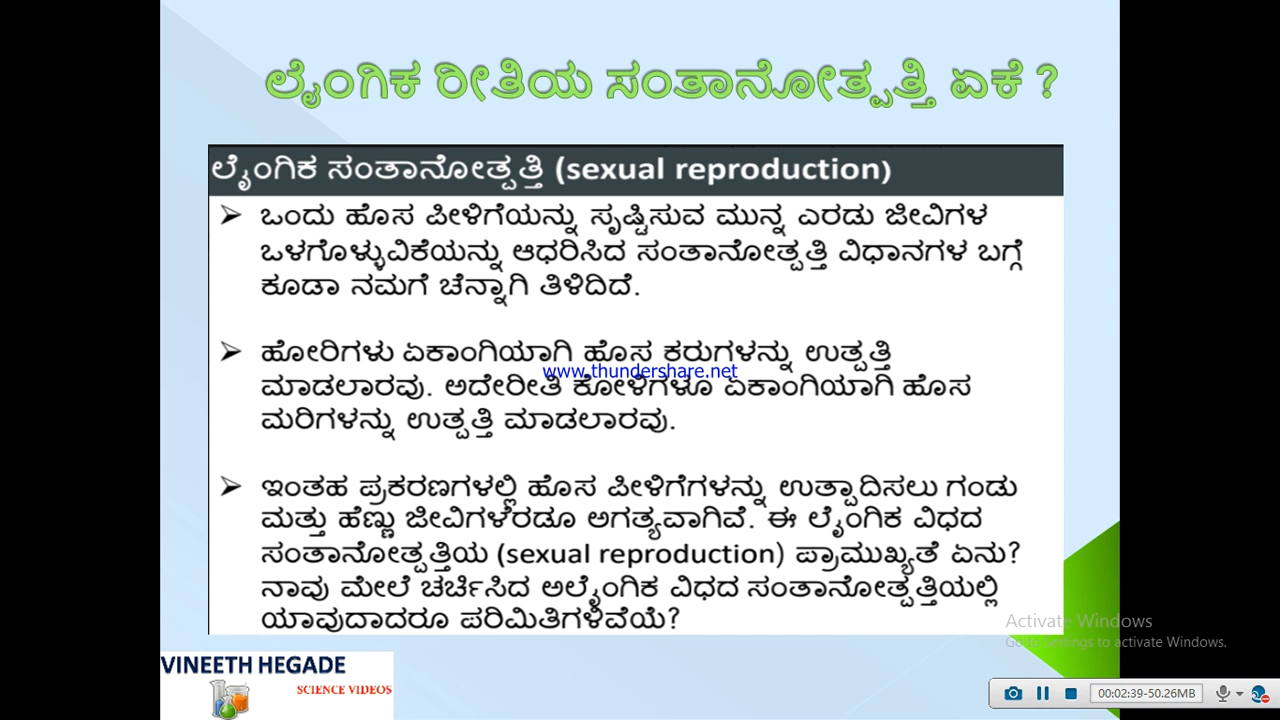 ಲೈಂಗಿಕ ರೀತಿಯ ಸಂತಾನೋತ್ಪತ್ತಿ ಏಕೆ ?
ಲೈಂಗಿಕ ಸಂತಾನೋತ್ಪತ್ತಿ (sexual reproduction)
➢ ಒಂದು ಹೊಸ ಪೀಳಿಗೆಯನ್ನು ಸೃಷ್ಟಿಸುವ ಮುನ್ನ ಎರಡು ಜೀವಿಗಳ
ಒಳಗೊಳ್ಳುವಿಕೆಯನ್ನು ಆಧರಿಸಿದ ಸಂತಾನೋತ್ಪತ್ತಿ ವಿಧಾನಗಳ ಬಗ್ಗೆ
ಕೂಡಾ ನಮಗೆ ಚೆನ್ನಾಗಿ ತಿಳಿದಿದೆ.
➢ ಹೋರಿಗಳು ಏಕಾಂಗಿಯಾಗಿ ಹೊಸ ಕರುಗಳನ್ನು ಉತ್ಪತ್ತಿ
www.thundershare.net
ಮಾಡಲಾರವು. ಅದೇರೀತಿ ಕೋಳಿಗಳೂ ಏಕಾಂಗಿಯಾಗಿ ಹೊಸ
ಮರಿಗಳನ್ನು ಉತ್ಪತ್ತಿ ಮಾಡಲಾರವು.
➢ ಇಂತಹ ಪ್ರಕರಣಗಳಲ್ಲಿ ಹೊಸ ಪೀಳಿಗೆಗಳನ್ನು ಉತ್ಪಾದಿಸಲು ಗಂಡು
ಮತ್ತು ಹೆಣ್ಣು ಜೀವಿಗಳೆರಡೂ ಅಗತ್ಯವಾಗಿವೆ. ಈ ಲೈಂಗಿಕ ವಿಧದ
ಸಂತಾನೋತ್ಪತ್ತಿಯ (sexual reproduction) ಪ್ರಾಮುಖ್ಯತೆ ಏನು?
ನಾವು ಮೇಲೆ ಚರ್ಚಿಸಿದ ಅಲೈಂಗಿಕ ವಿಧದ ಸಂತಾನೋತ್ಪತ್ತಿಯಲ್ಲಿ
ಯಾವುದಾದರೂ ಪರಿಮಿತಿಗಳಿವೆಯೆ?
Activate Windows
Go to Settings to activate Windows.
VINEETH HEGADE
SCIENCE VIDEOS
00:02:39-50.26MB